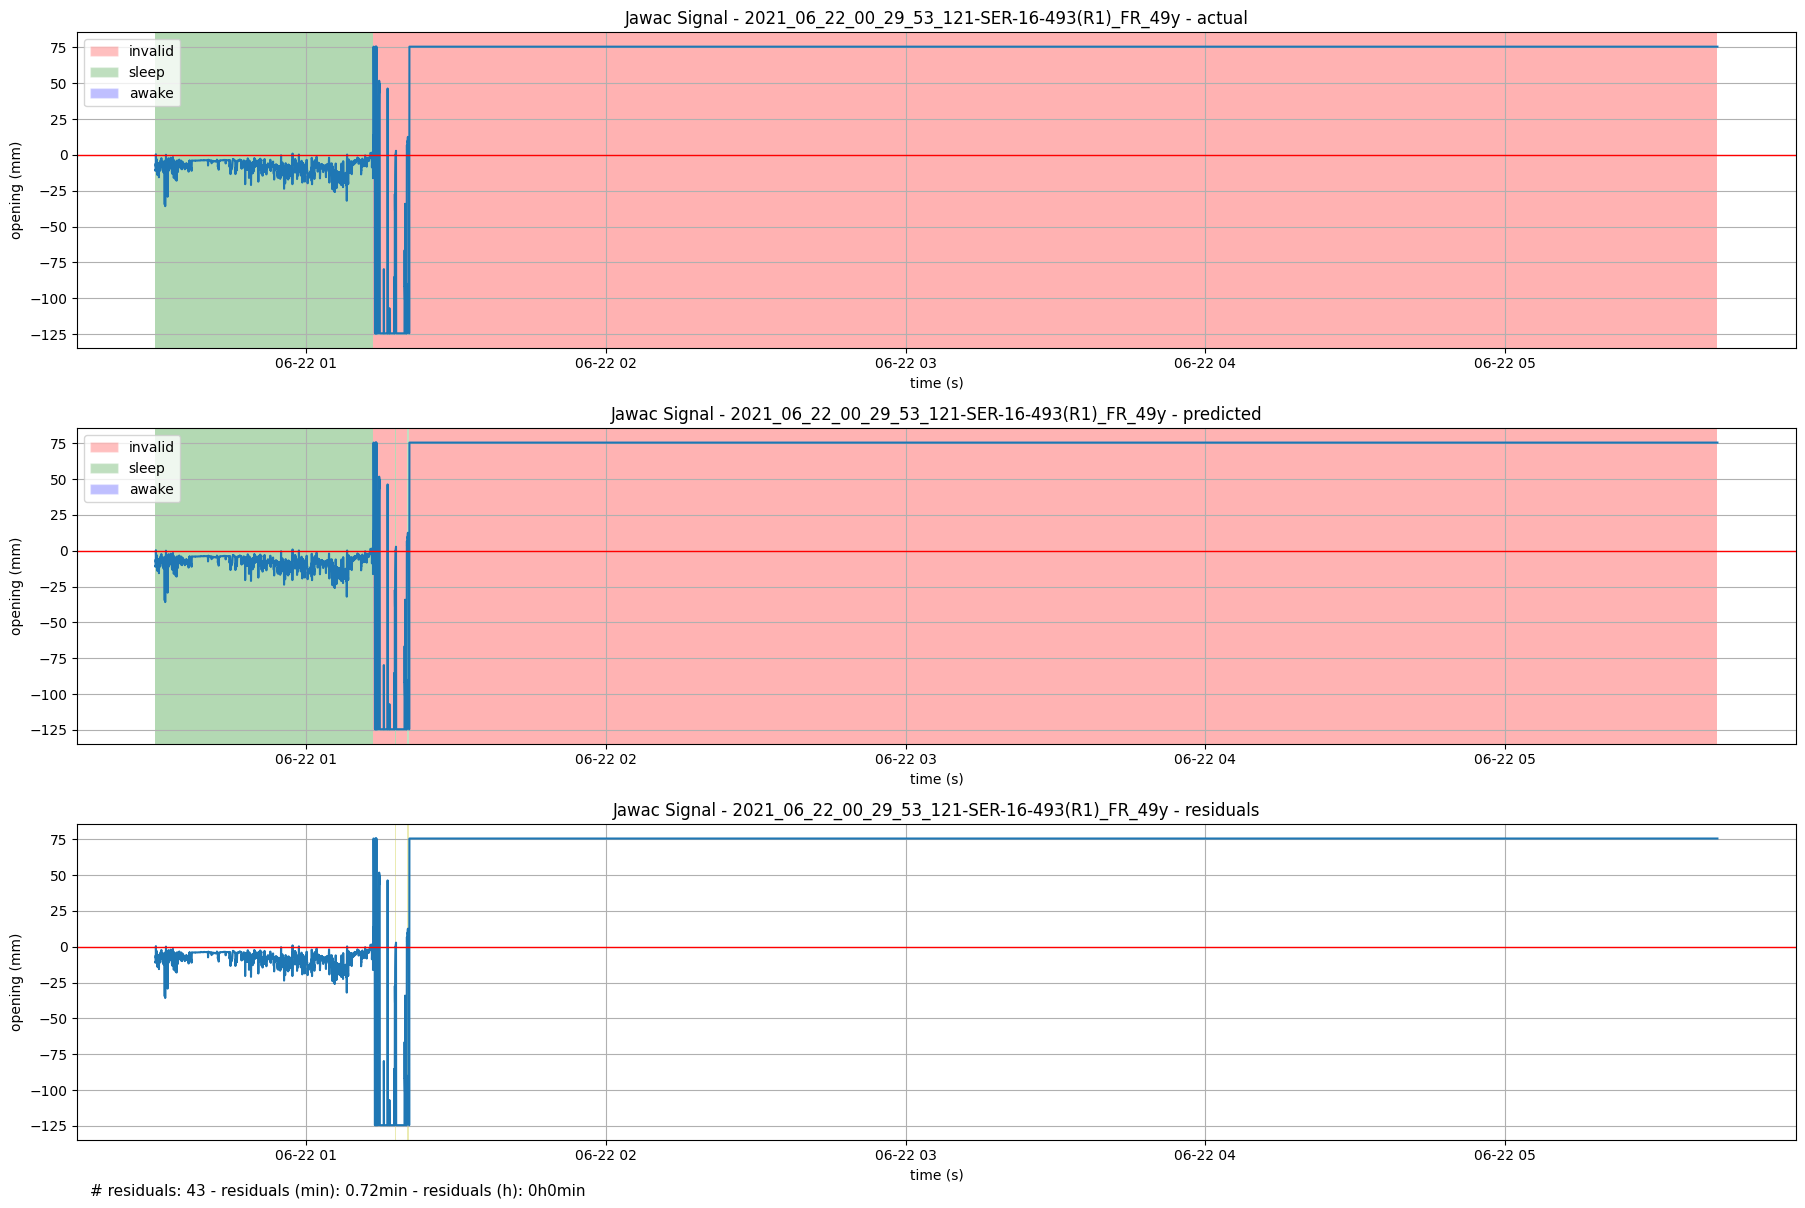 Jawac Signal - 2021_06_22_00_29_53_121-SER-16-493(R1)_FR_49y - actual
invalid
sleep
awake
75
50
25
0
−25
−50
−75
−100
−125
opening (mm)
06-22 01 06-22 02 06-22 03 06-22 04 06-22 05
time (s)
Jawac Signal - 2021_06_22_00_29_53_121-SER-16-493(R1)_FR_49y - predicted
invalid
sleep
awake
75
50
25
0
−25
−50
−75
−100
−125
opening (mm)
06-22 01 06-22 02 06-22 03 06-22 04 06-22 05
time (s)
Jawac Signal - 2021_06_22_00_29_53_121-SER-16-493(R1)_FR_49y - residuals
75
50
25
0
−25
−50
−75
−100
−125
opening (mm)
06-22 01 06-22 02 06-22 03 06-22 04 06-22 05
time (s)
# residuals: 43 - residuals (min): 0.72min - residuals (h): 0h0min